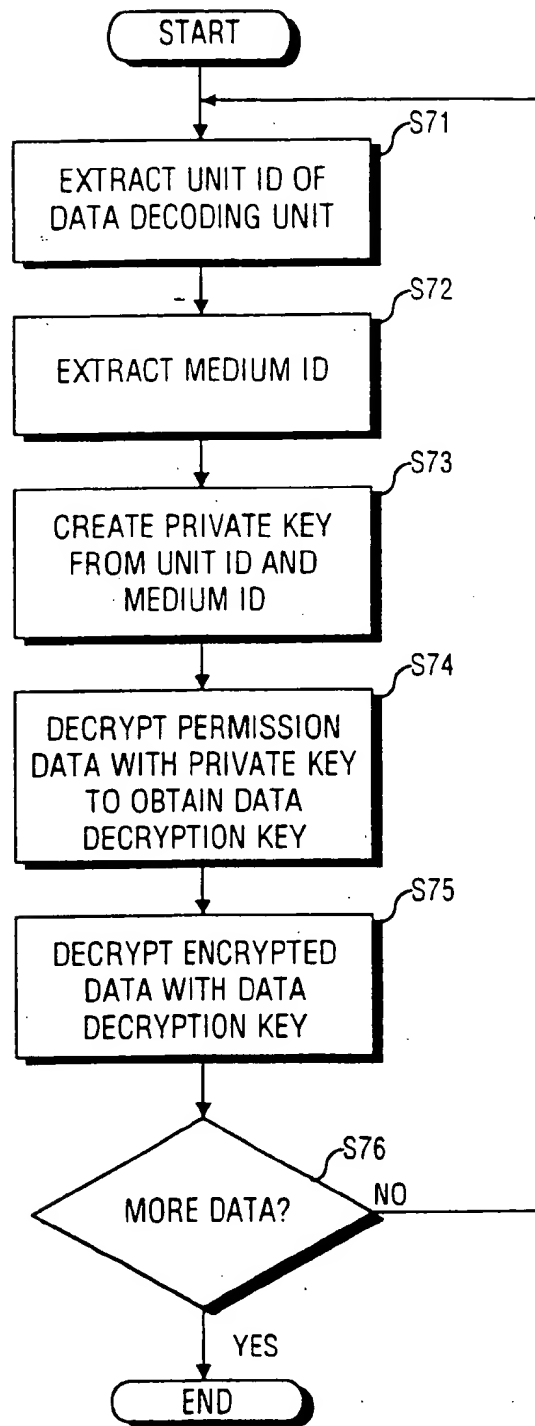 START
S71
EXTRACT UNIT ID OF
DATA DECODING UNIT
S72
EXTRACT MEDIUM ID
S73
CREATE PRIVATE KEY
FROM UNIT ID AND
MEDIUM ID
S74
DECRYPT PERMISSION
DATA WITH PRIVATE KEY
TO OBTAIN DATA
DECRYPTION KEY
S75
DECRYPT ENCRYPTED
DATA WITH DATA
DECRYPTION KEY
S76
MORE DATA?
NO
YES
END